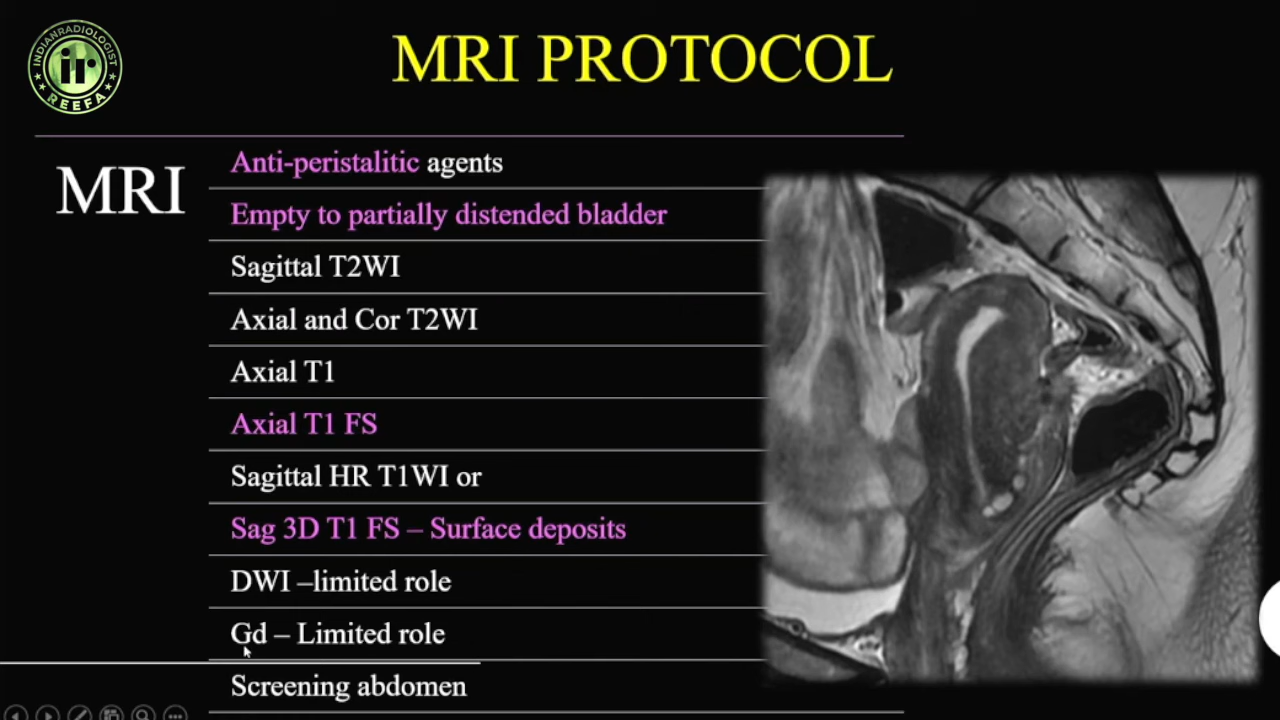 INDIANRADIOLOGIST
ir
REEFA
MRI PROTOCOL
MRI
Anti-peristalitic agents
Empty to partially distended bladder
Sagittal T2WI
Axial and Cor T2WI
Axial T1
Axial T1 FS
Sagittal HR T1WI or
Sag 3D T1 FS – Surface deposits
DWI –limited role
Gd – Limited role
Screening abdomen